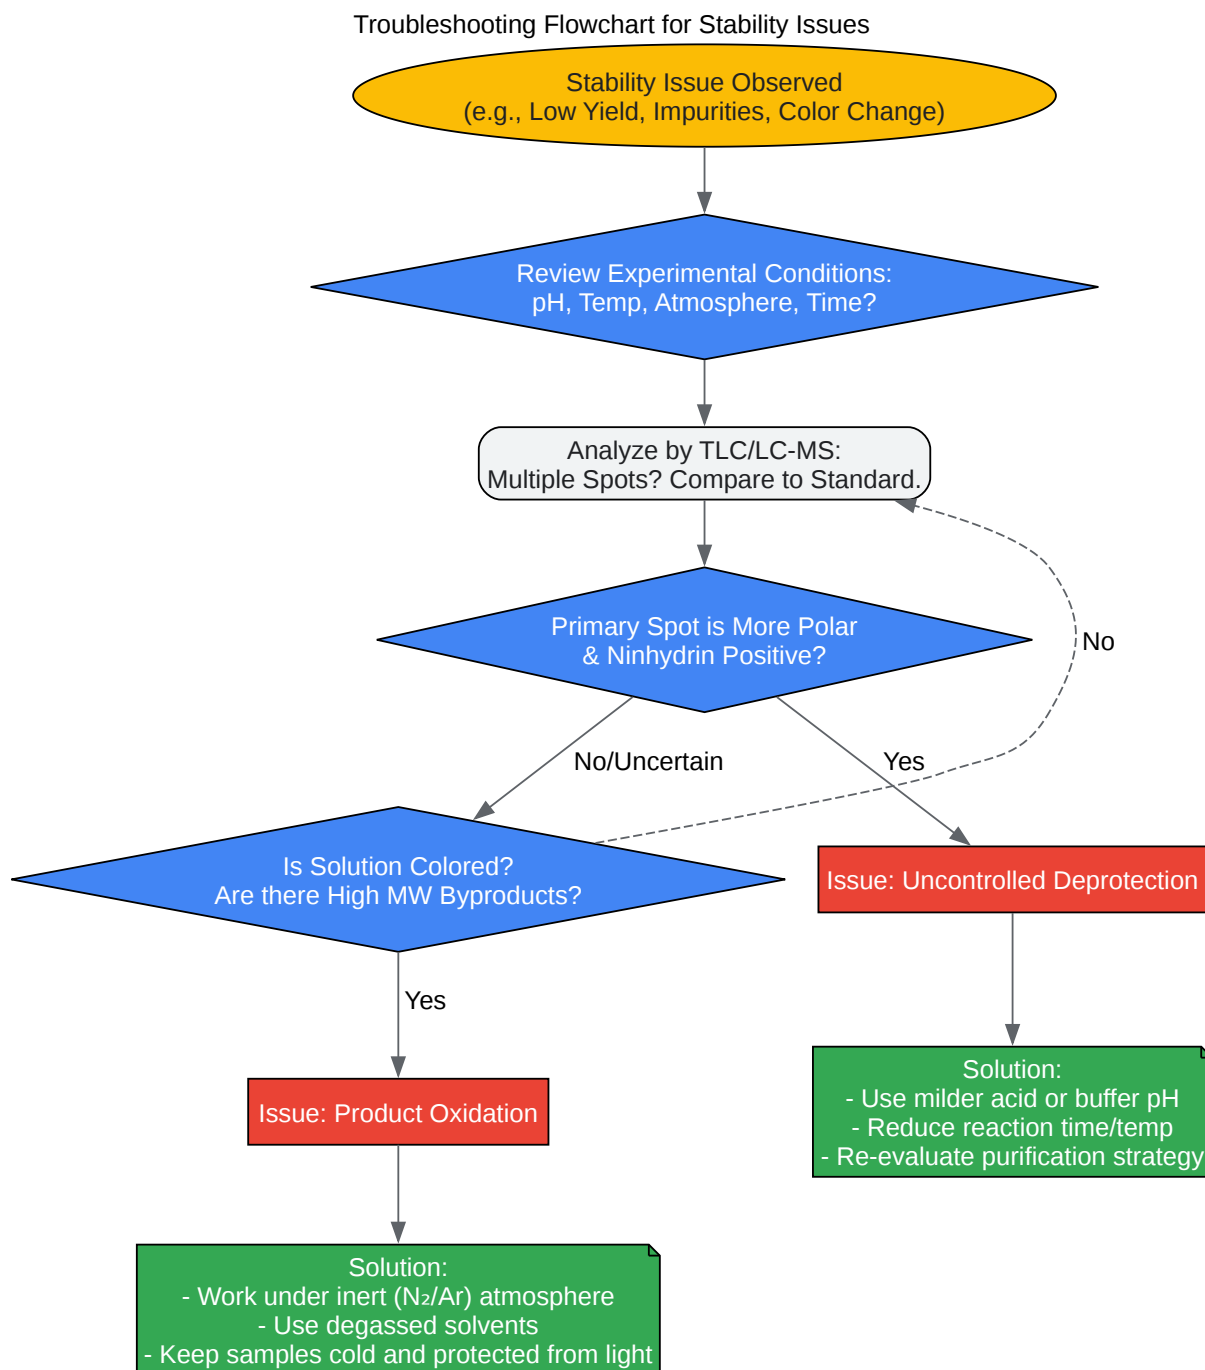 Troubleshooting Flowchart for Stability Issues
Stability Issue Observed
(e.g., Low Yield, Impurities, Color Change)
Review Experimental Conditions:
pH, Temp, Atmosphere, Time?
Analyze by TLC/LC-MS:
Multiple Spots? Compare to Standard.
Primary Spot is More Polar
& Ninhydrin Positive?
No
No/Uncertain
Yes
Is Solution Colored?
Are there High MW Byproducts?
Issue: Uncontrolled Deprotection
Yes
Solution:
- Use milder acid or buffer pH
- Reduce reaction time/temp
- Re-evaluate purification strategy
Issue: Product Oxidation
Solution:
- Work under inert (N₂/Ar) atmosphere
- Use degassed solvents
- Keep samples cold and protected from light